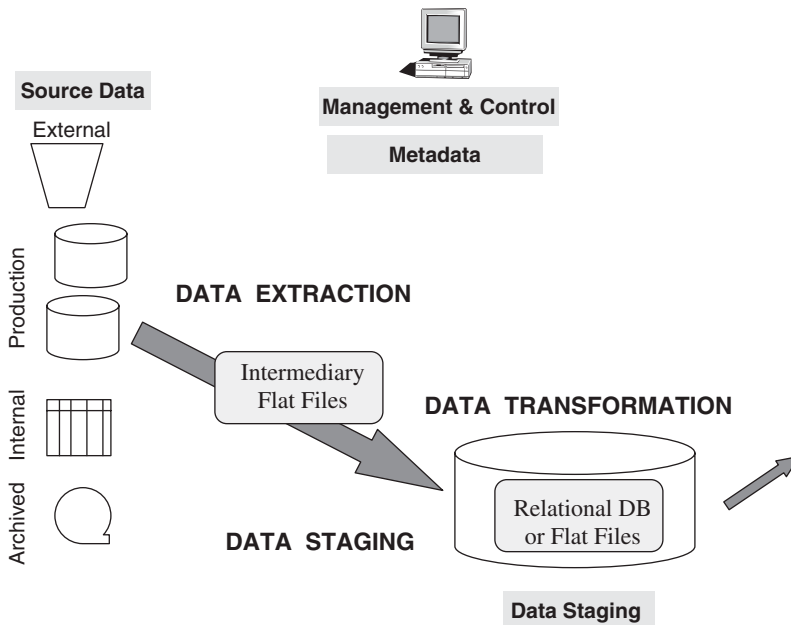 Source Data
External
Production
Internal
Archived
Management & Control
Metadata
DATA EXTRACTION
Intermediary
Flat Files
DATA TRANSFORMATION
Relational DB
or Flat Files
DATA STAGING
Data Staging